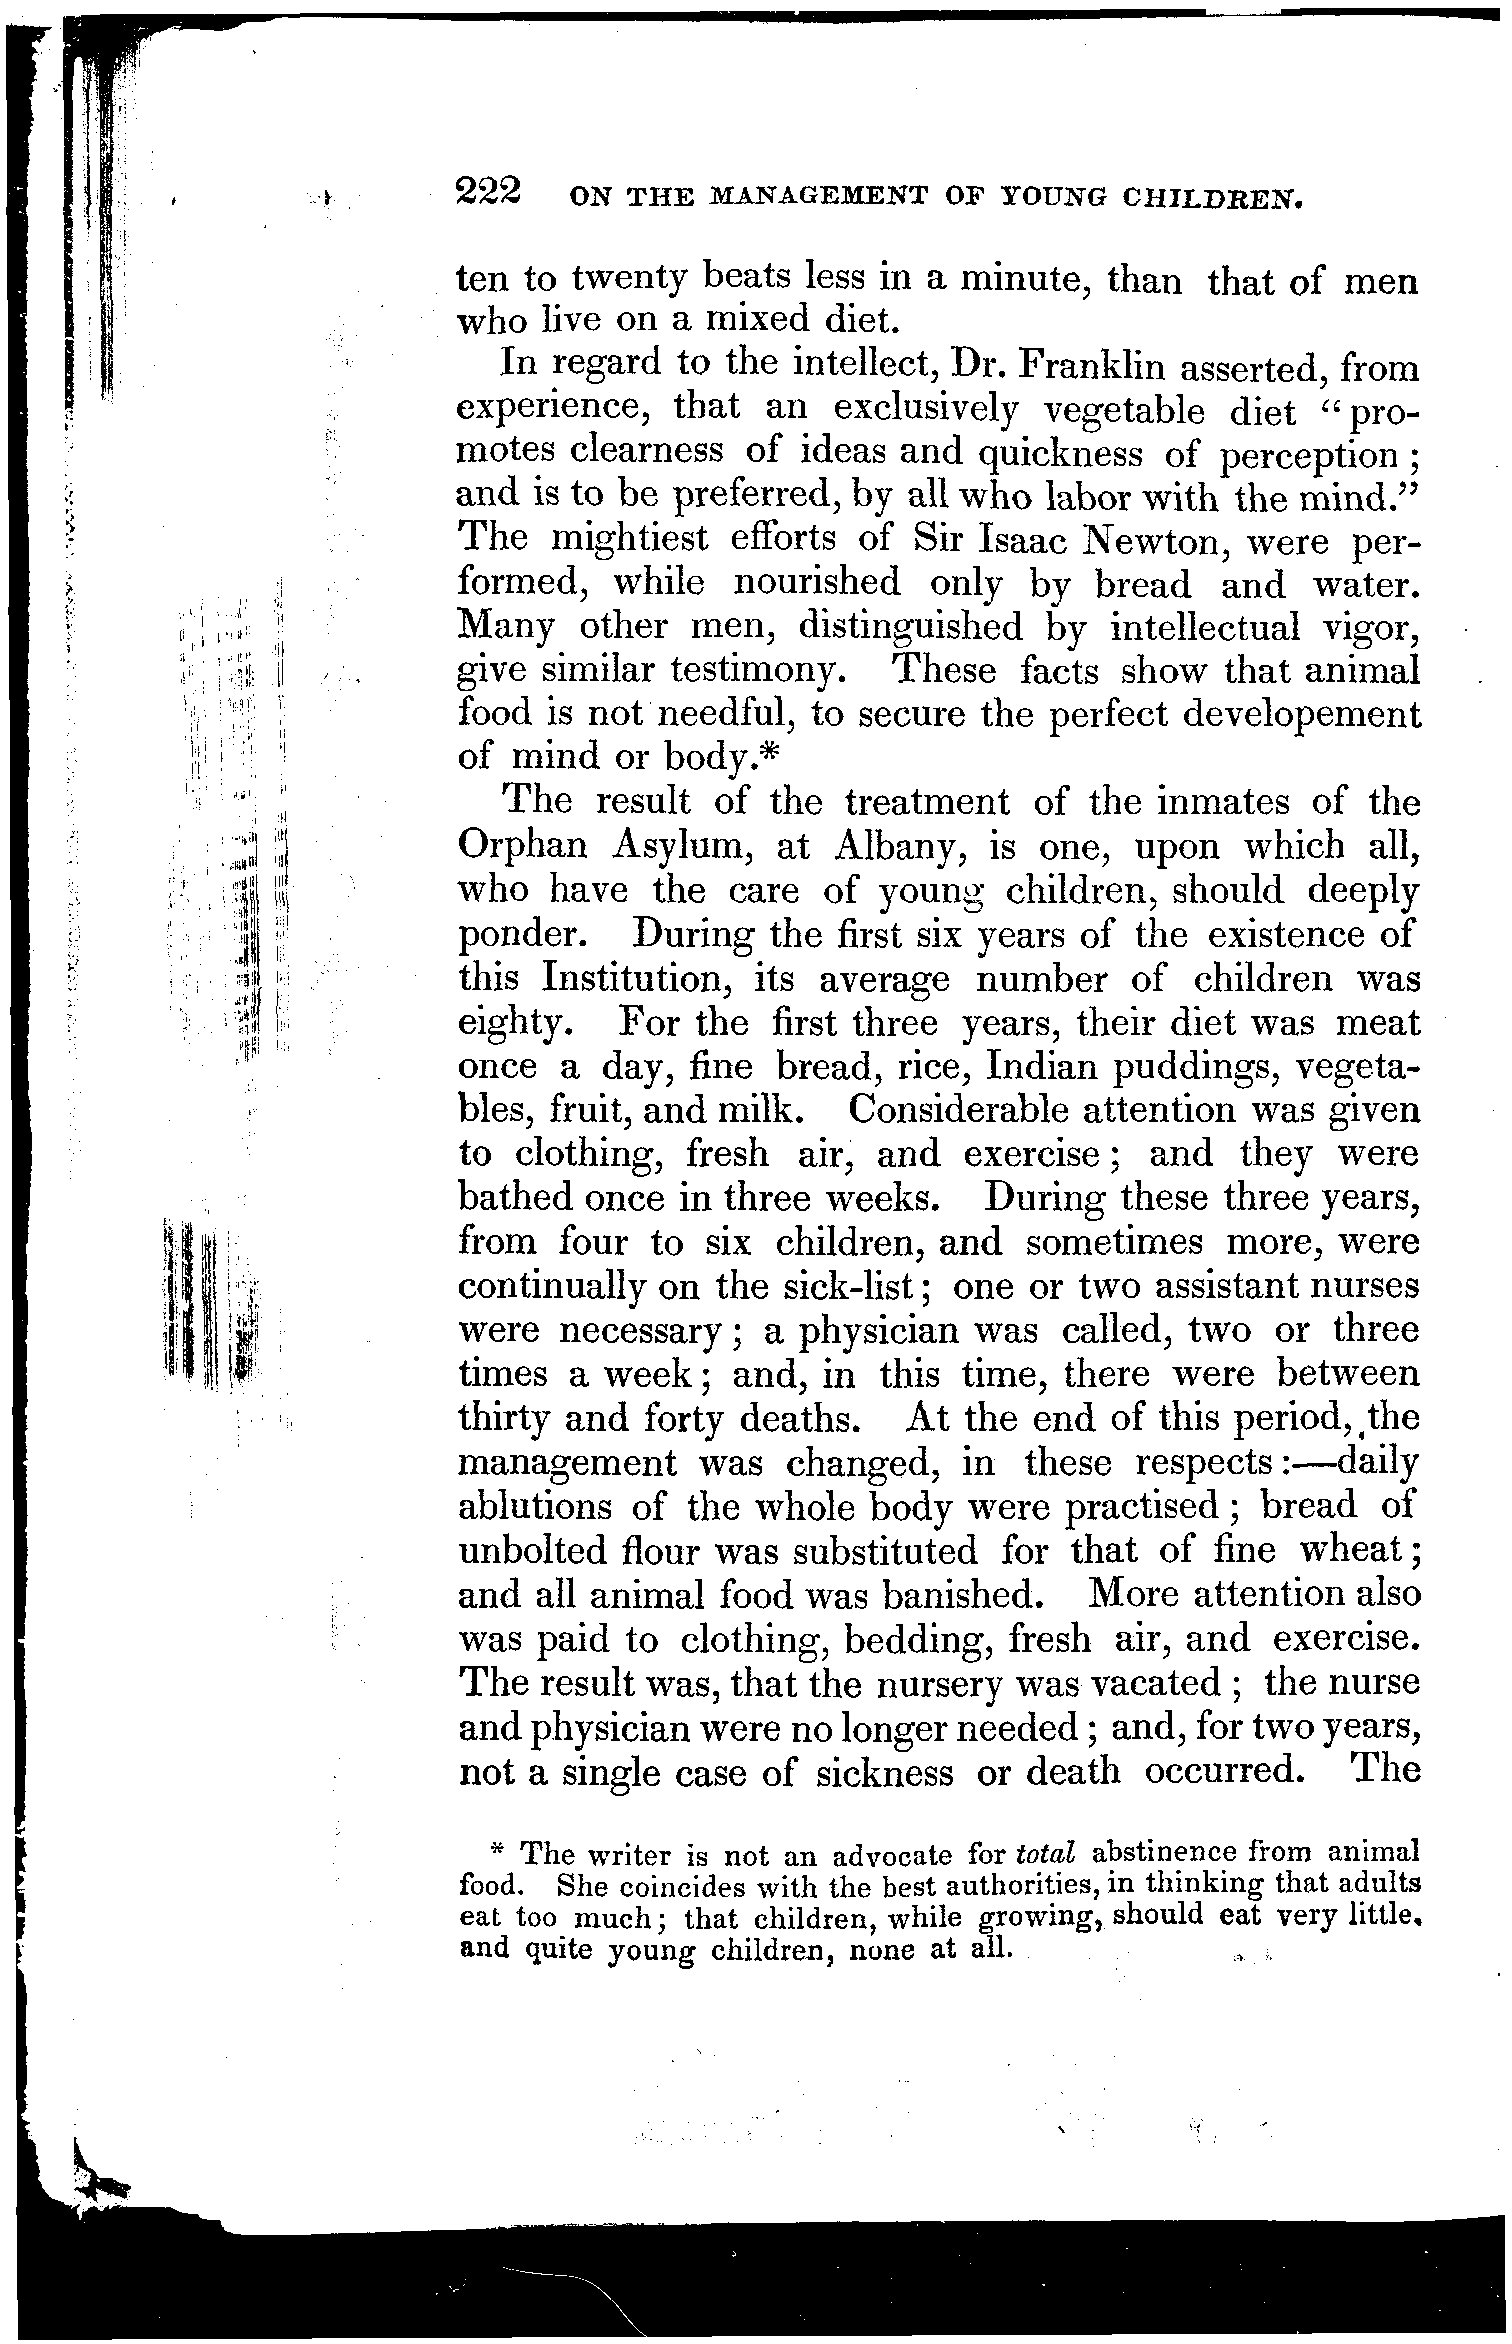 222 ON THE MANAGEMENT OF YOUNG CHILDREN.
ten to twenty beats less in a minute, than that of men
who live on a mixed diet.
In regard to the intellect, Dr. Franklin asserted, from
experience, that an exclusively vegetable diet “pro-
motes clearness of ideas and quickness of perception;
and is to be preferred, by all who labor with the mind.”
The mightiest efforts of Sir Isaac Newton, were per-
formed, while nourished only by bread and water.
Many other men, distinguished by intellectual vigor,
give similar testimony. These facts show that animal
food is not needful, to secure the perfect developement
of mind or body.*
The result of the treatment of the inmates of the
Orphan Asylum, at Albany, is one, upon which all,
who have the care of young children, should deeply
ponder. During the first six years of the existence of
this Institution, its average number of children was
eighty. For the first three years, their diet was meat
once a day, fine bread, rice, Indian puddings, vegeta-
bles, fruit, and milk. Considerable attention was given
to clothing, fresh air, and exercise; and they were
bathed once in three weeks. During these three years,
from four to six children, and sometimes more, were
continually on the sick-list; one or two assistant nurses
were necessary; a physician was called, two or three
times a week; and, in this time, there were between
thirty and forty deaths. At the end of this period, the
management was changed, in these respects:—daily
ablutions of the whole body were practised; bread of
unbolted flour was substituted for that of fine wheat;
and all animal food was banished. More attention also
was paid to clothing, bedding, fresh air, and exercise.
The result was, that the nursery was vacated; the nurse
and physician were no longer needed; and, for two years,
not a single case of sickness or death occurred. The
* The writer is not an advocate for total abstinence from animal
food. She coincides with the best authorities, in thinking that adults
eat too much; that children, while growing, should eat very little,
and quite young children, none at all.